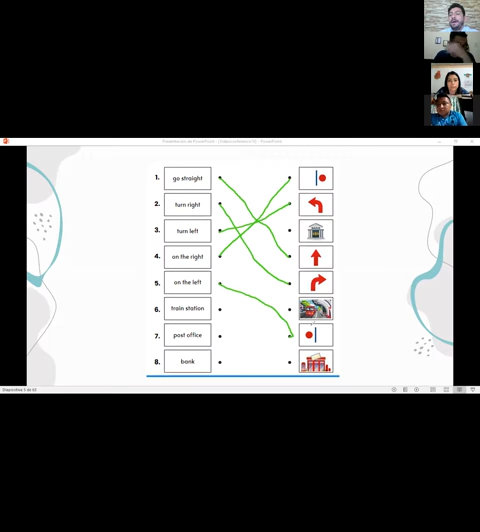 1. go straight
2. turn right
3. turn left
4. on the right
5. on the left
6. train station
7. post office
8. bank